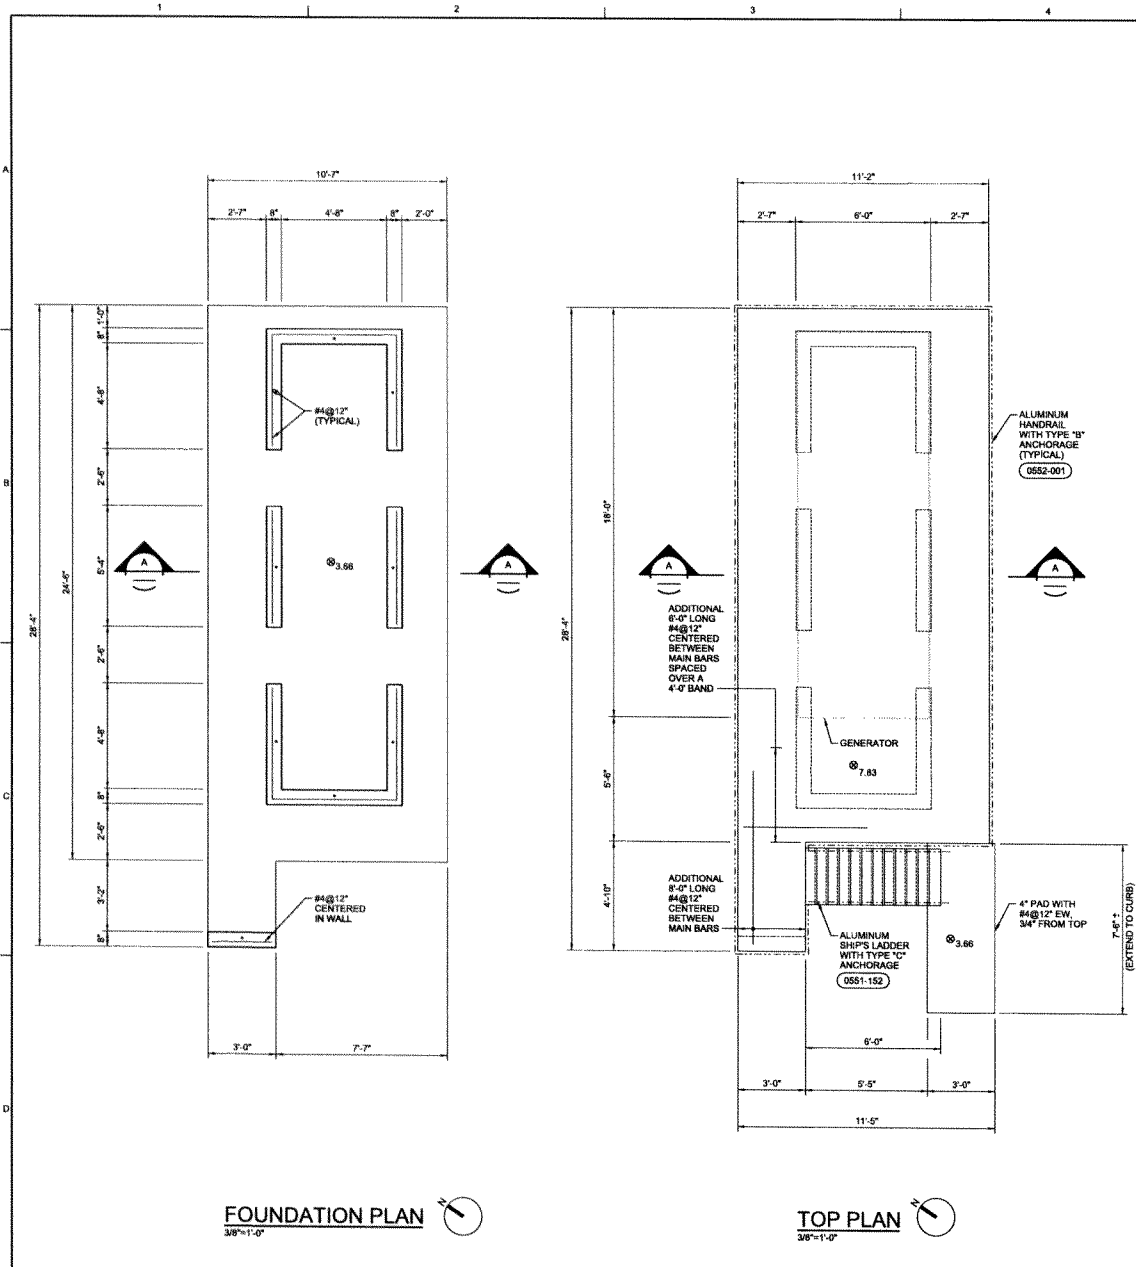 1
2
3
4
A
B
C
D
10'-7"
2'-7"
8"
4'-8"
8"
2'-0"
1'-0"
8"
4'-8"
2'-6"
5'-4"
2'-6"
4'-8"
8"
2'-6"
3'-2"
8"
24'-6"
28'-4"
#4@12"
(TYPICAL)
3.66
A
A
#4@12"
CENTERED
IN WALL
3'-0"
7'-7"
FOUNDATION PLAN
3/8"=1'-0"
N
11'-2"
2'-7"
6'-0"
2'-7"
18'-0"
5'-6"
4'-10"
28'-4"
ALUMINUM
HANDRAIL
WITH TYPE "B"
ANCHORAGE
(TYPICAL)
0552-001
A
A
ADDITIONAL
6'-0" LONG
#4@12"
CENTERED
BETWEEN
MAIN BARS
SPACED
OVER A
4'-0' BAND
GENERATOR
7.83
ADDITIONAL
8'-0" LONG
#4@12"
CENTERED
BETWEEN
MAIN BARS
ALUMINUM
SHIP'S LADDER
WITH TYPE "C"
ANCHORAGE
0551-152
3.66
4" PAD WITH
#4@12" EW,
3/4" FROM TOP
7'-6" ±
(EXTEND TO CURB)
6'-0"
3'-0"
5'-5"
3'-0"
11'-5"
TOP PLAN
3/8"=1'-0"
N